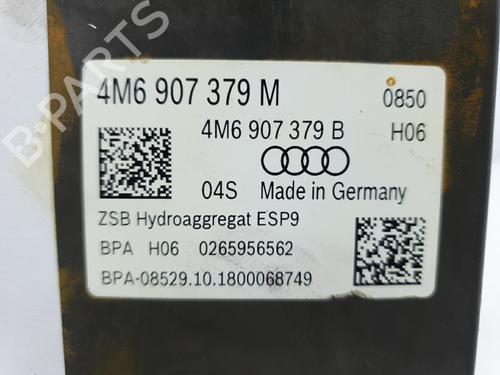 4M6 907 379 M 0850
4M6 907 379 B H06
04S Made in Germany
ZSB Hydroaggregat ESP9
BPA H06 0265956562
BPA-08529.10.1800068749
B-PARTS